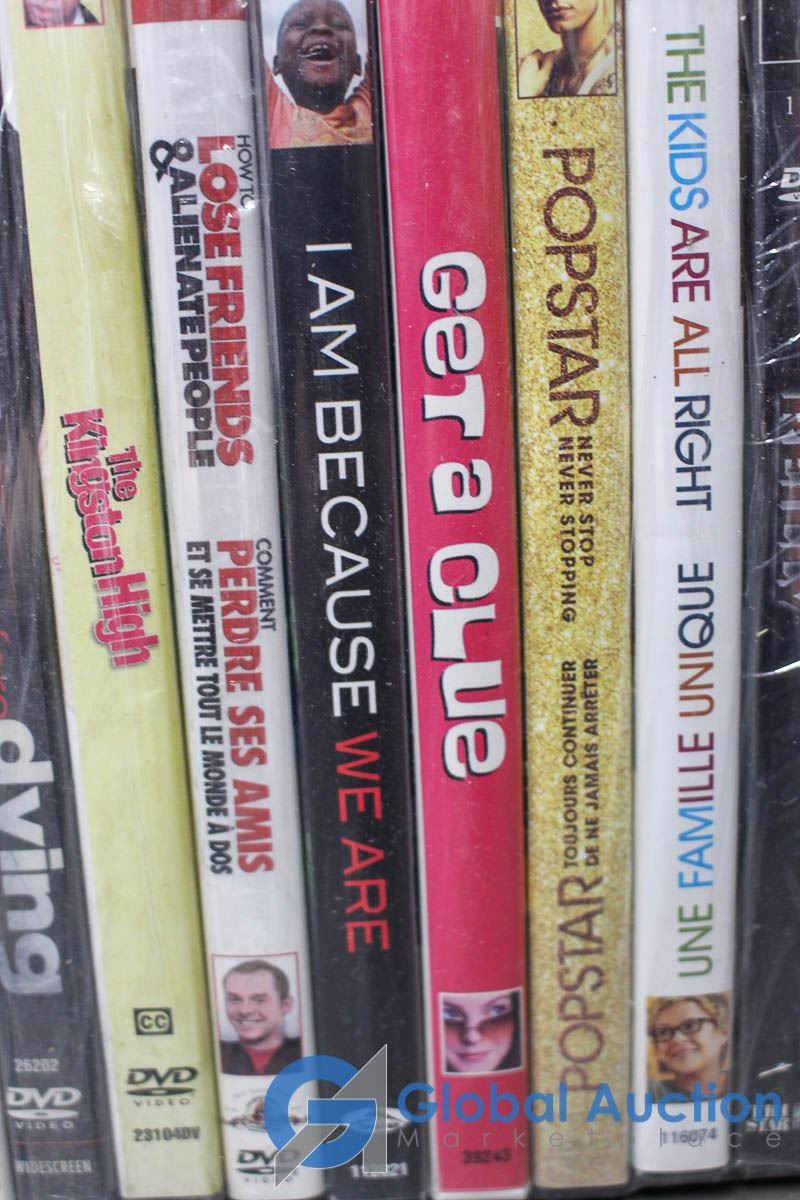 dying
26202
DVD
VIDEO
WIDESCREEN
The
Kingston High
CC
DVD
VIDEO
23104DV
HOW TO
LOSE FRIENDS
& ALIENATE PEOPLE
COMMENT
PERDRE SES AMIS
ET SE METTRE TOUT LE MONDE À DOS
DVD
I AM BECAUSE WE ARE
GET A CLUE
39243
POPSTAR
NEVER STOP
NEVER STOPPING
POPSTAR
TOUJOURS CONTINUER
DE NE JAMAIS ARRÊTER
THE KIDS ARE ALL RIGHT
UNE FAMILLE UNIQUE
116074
STAR
Global Auction
Marketplace